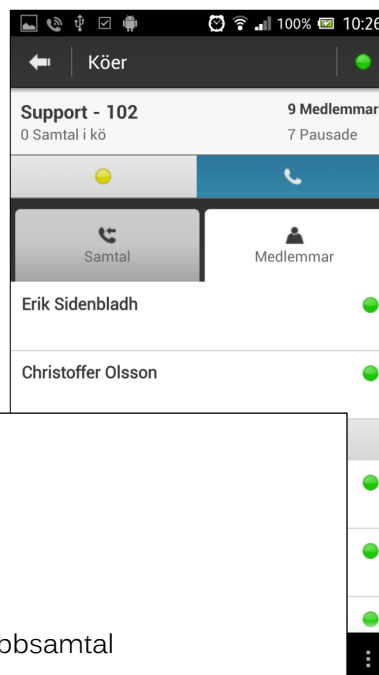 100% 10:26
Köer
Support - 102
9 Medlemmar
0 Samtal i kö
7 Pausade
Samtal
Medlemmar
Erik Sidenbladh
Christoffer Olsson